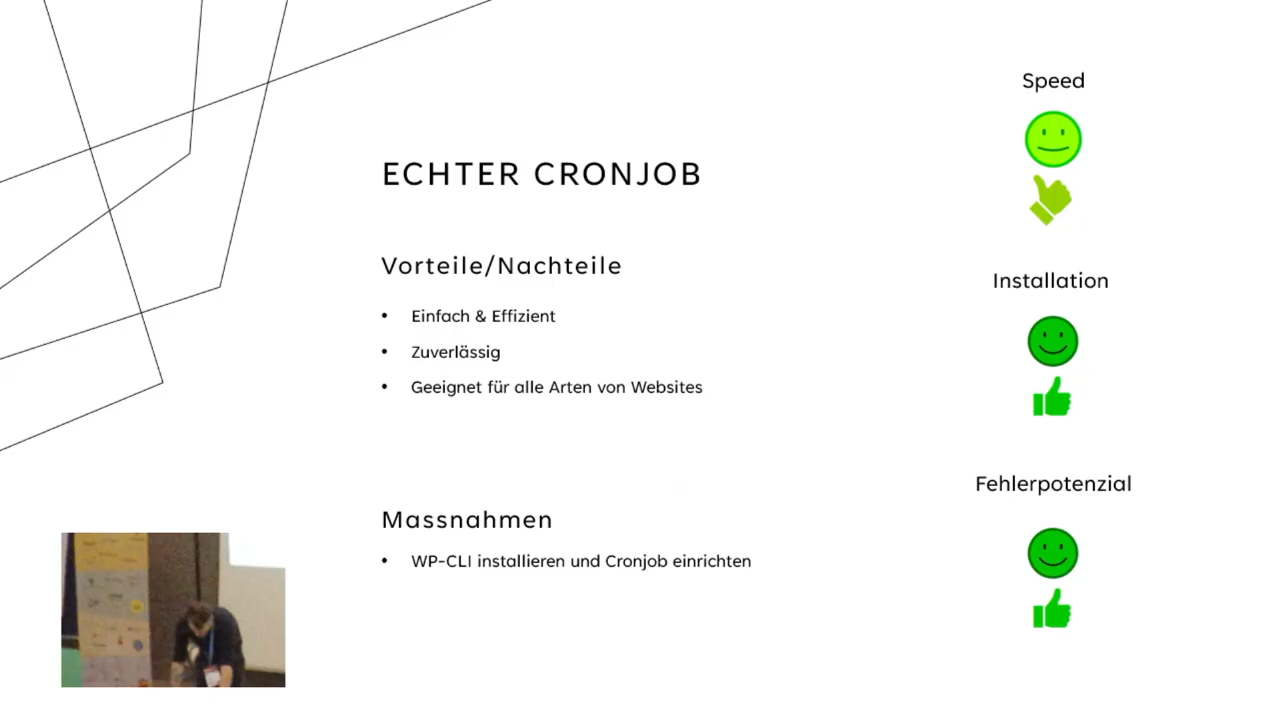 ECHTER CRONJOB
Vorteile/Nachteile
• Einfach & Effizient
• Zuverlässig
• Geeignet für alle Arten von Websites
Massnahmen
• WP-CLI installieren und Cronjob einrichten
Speed
Installation
Fehlerpotenzial